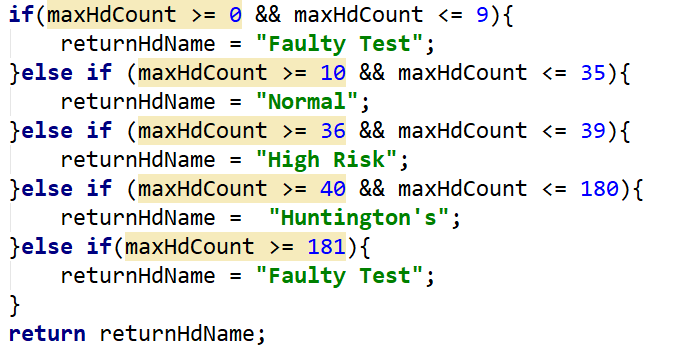 if(maxHdCount >= 0 && maxHdCount <= 9){
    returnHdName = "Faulty Test";
}else if (maxHdCount >= 10 && maxHdCount <= 35){
    returnHdName = "Normal";
}else if (maxHdCount >= 36 && maxHdCount <= 39){
    returnHdName = "High Risk";
}else if (maxHdCount >= 40 && maxHdCount <= 180){
    returnHdName =  "Huntington's";
}else if(maxHdCount >= 181){
    returnHdName = "Faulty Test";
}
return returnHdName;